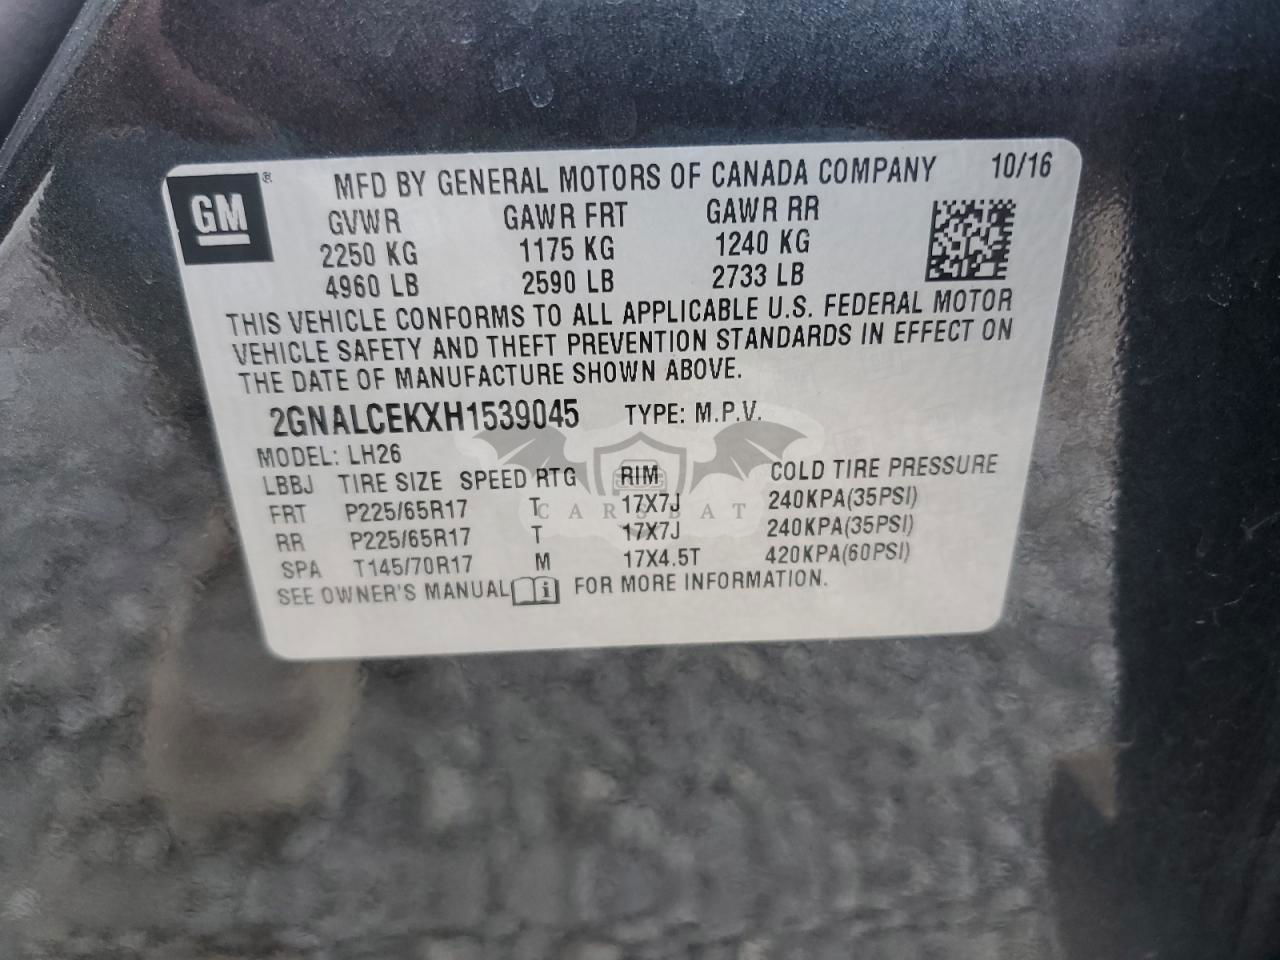 GM ®
MFD BY GENERAL MOTORS OF CANADA COMPANY 10/16
GVWR GAWR FRT GAWR RR
2250 KG 1175 KG 1240 KG
4960 LB 2590 LB 2733 LB
THIS VEHICLE CONFORMS TO ALL APPLICABLE U.S. FEDERAL MOTOR
VEHICLE SAFETY AND THEFT PREVENTION STANDARDS IN EFFECT ON
THE DATE OF MANUFACTURE SHOWN ABOVE.
2GNALCEKXH1539045 TYPE: M.P.V.
MODEL: LH26
LBBJ TIRE SIZE SPEED RTG RIM COLD TIRE PRESSURE
FRT P225/65R17 T 17X7J 240KPA(35PSI)
CARSBAT
RR P225/65R17 T 17X7J 240KPA(35PSI)
SPA T145/70R17 M 17X4.5T 420KPA(60PSI)
SEE OWNER'S MANUAL i FOR MORE INFORMATION.